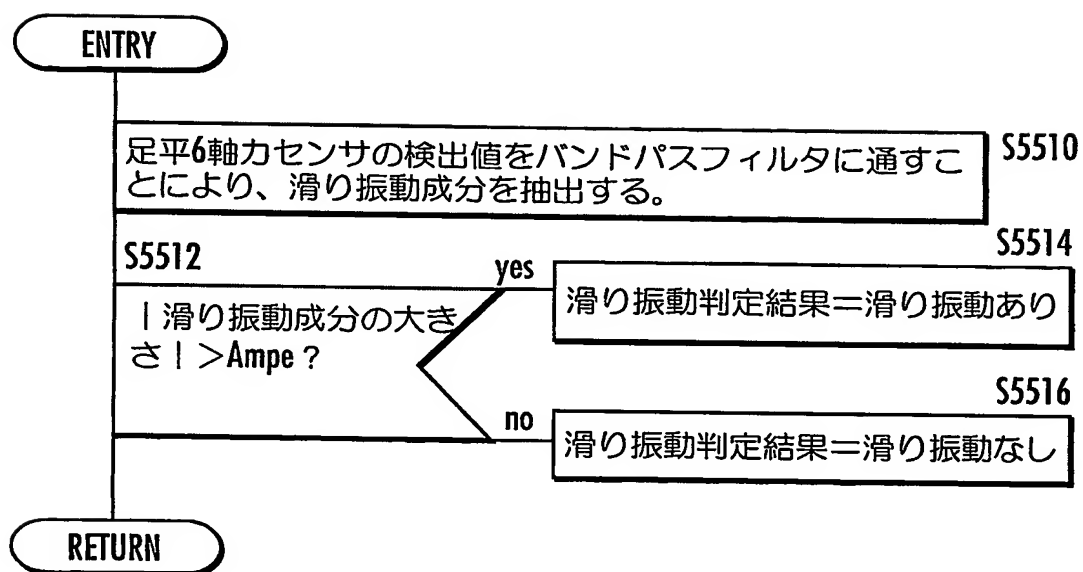 ENTRY
足平6軸力センサの検出値をバンドパスフィルタに通すこ
とにより、滑り振動成分を抽出する。
S5510
S5512
yes
S5514
|滑り振動成分の大き
さ|>Ampe?
滑り振動判定結果=滑り振動あり
no
S5516
滑り振動判定結果=滑り振動なし
RETURN